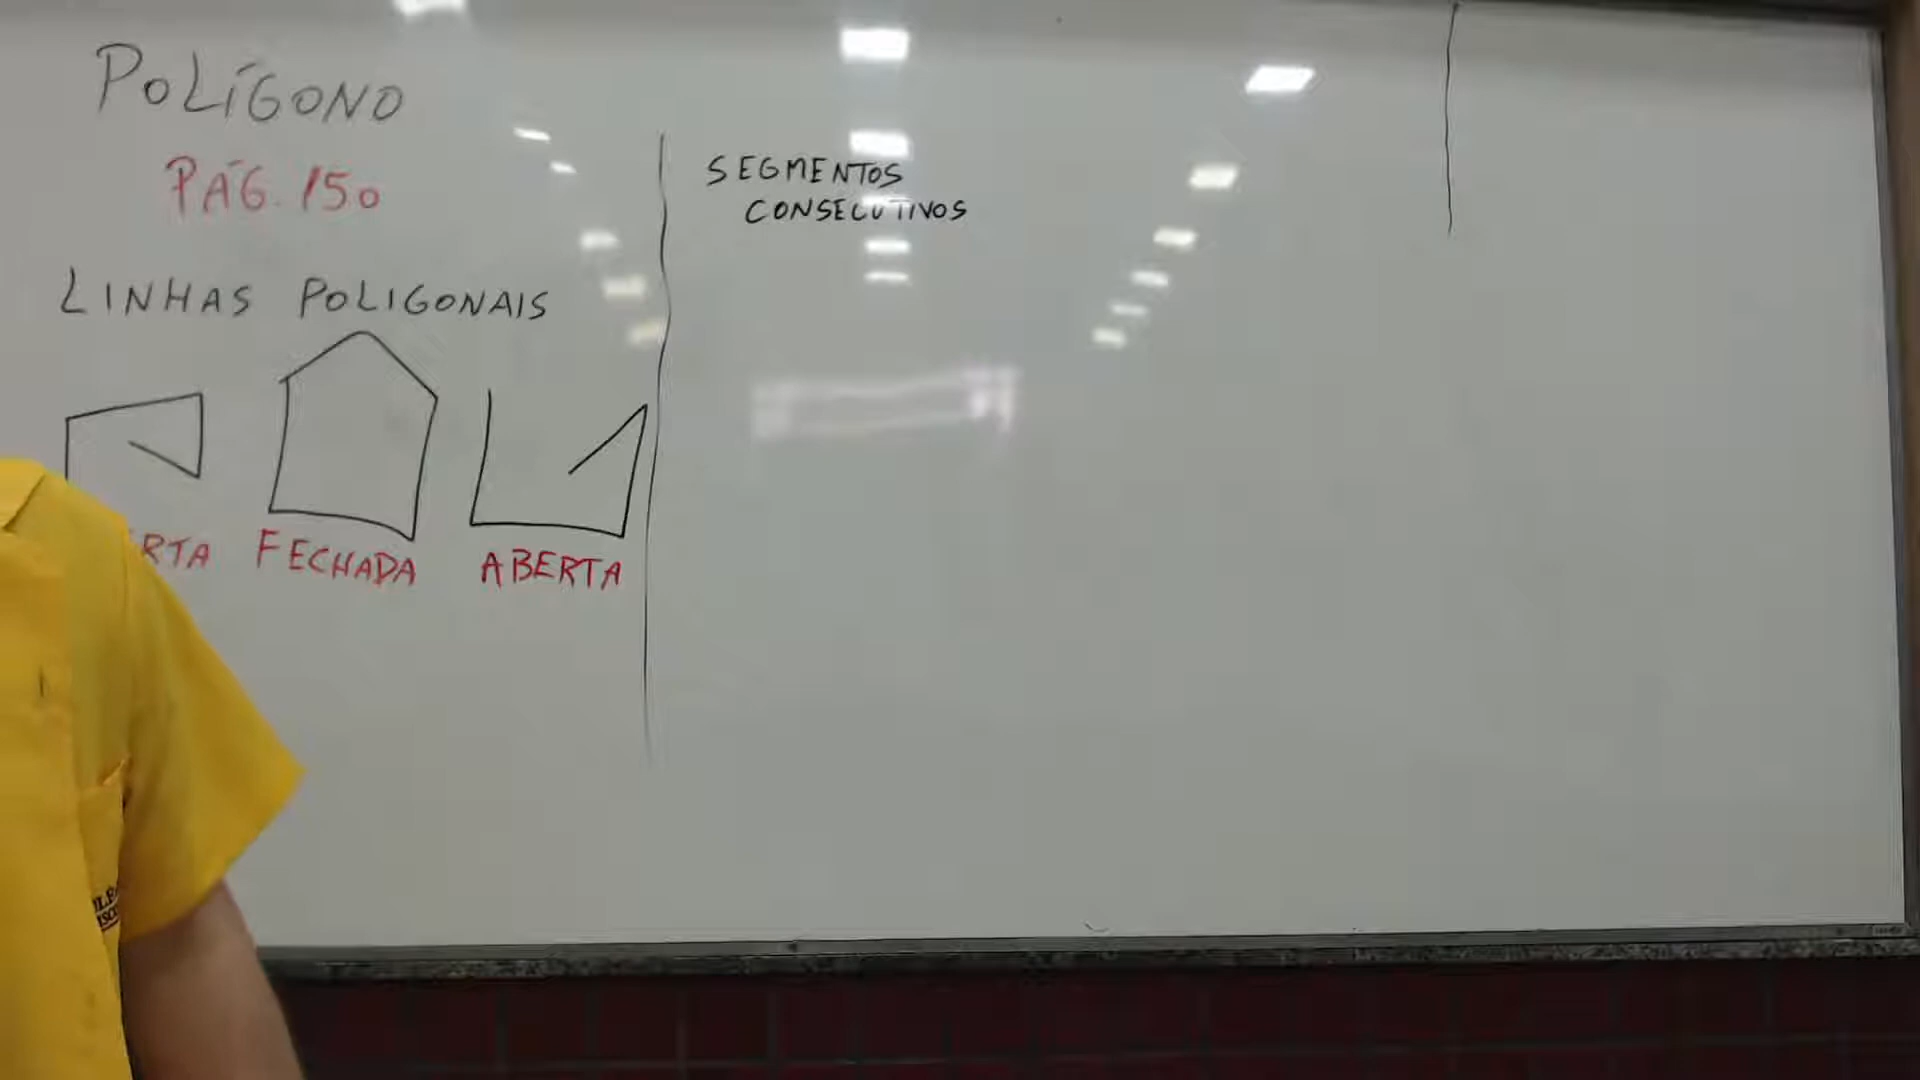 POLÍGONO
PÁG. 150
LINHAS POLIGONAIS
FECHADA
ABERTA
SEGMENTOS
CONSECUTIVOS